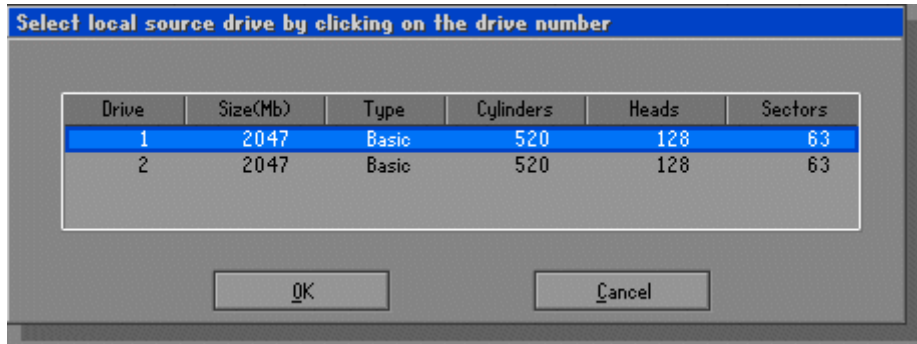 Select local source drive by clicking on the drive number
Drive Size(Mb) Type Cylinders Heads Sectors
1 2047 Basic 520 128 63
2 2047 Basic 520 128 63
OK Cancel